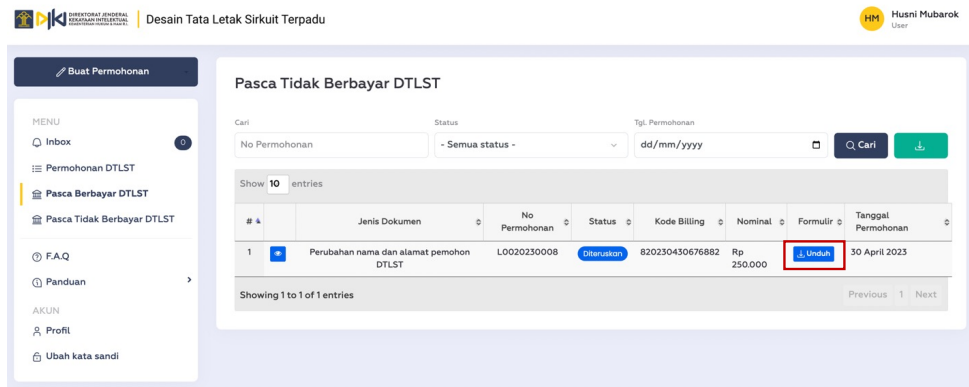 DIREKTORAT JENDERAL
KEKAYAAN INTELEKTUAL
KEMENTERIAN HUKUM & HAM R.I.
Desain Tata Letak Sirkuit Terpadu
HM
Husni Mubarok
User
Buat Permohonan
MENU
Inbox
0
Permohonan DTLST
Pasca Berbayar DTLST
Pasca Tidak Berbayar DTLST
F.A.Q
Panduan
AKUN
Profil
Ubah kata sandi
Pasca Tidak Berbayar DTLST
Cari
Status
Tgl. Permohonan
No Permohonan
- Semua status -
dd/mm/yyyy
Cari
Show 10 entries
# Jenis Dokumen No Permohonan Status Kode Billing Nominal Formulir Tanggal Permohonan
1 Perubahan nama dan alamat pemohon DTLST L0020230008 Diteruskan 820230430676882 Rp 250.000 Unduh 30 April 2023
Showing 1 to 1 of 1 entries
Previous 1 Next